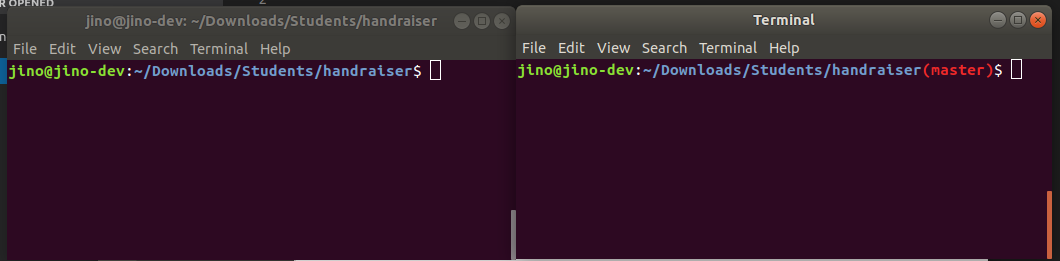 R OPENED
2
jino@jino-dev: ~/Downloads/Students/handraiser
File Edit View Search Terminal Help
jino@jino-dev:~/Downloads/Students/handraiser$
Terminal
File Edit View Search Terminal Help
jino@jino-dev:~/Downloads/Students/handraiser(master)$